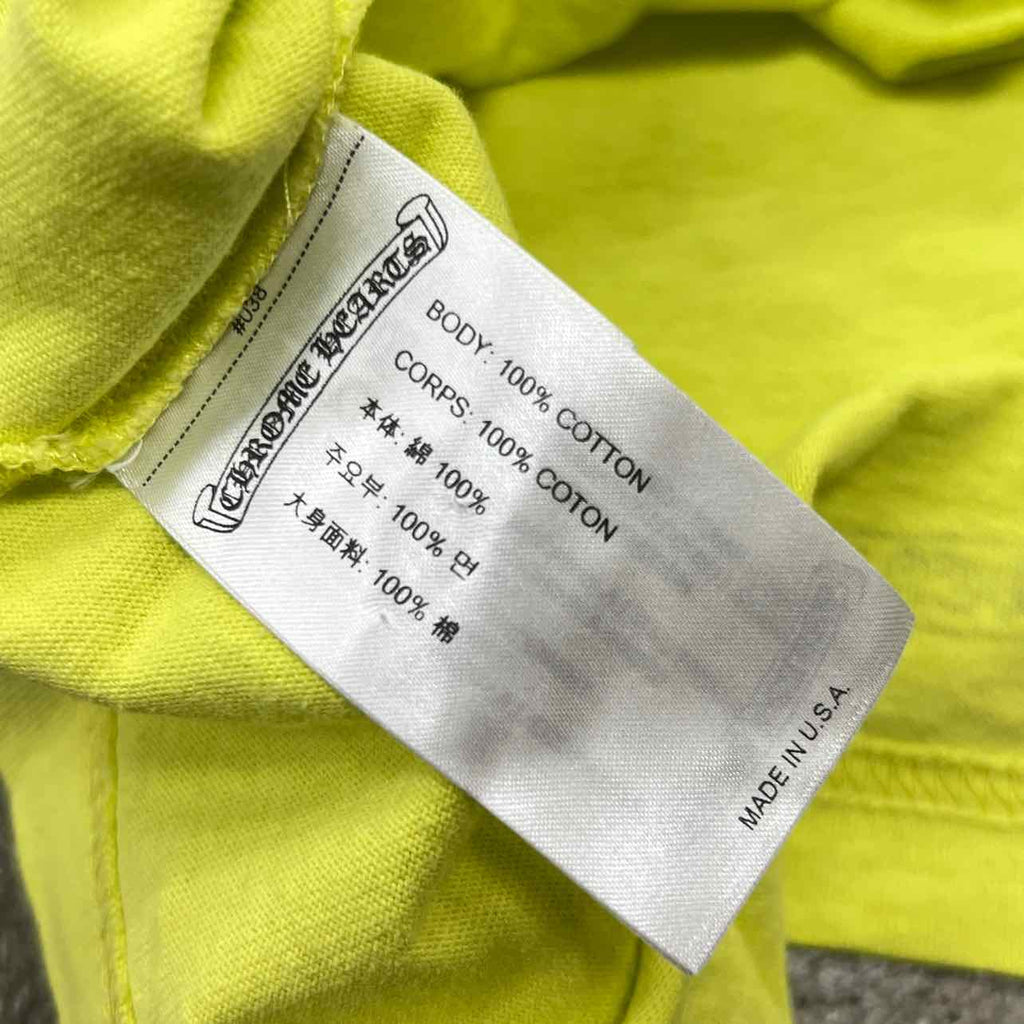 #038
CHROME HEARTS
BODY: 100% COTTON
CORPS: 100% COTON
本体: 綿 100%
주요부: 100% 면
大身面料: 100% 棉
MADE IN U.S.A.